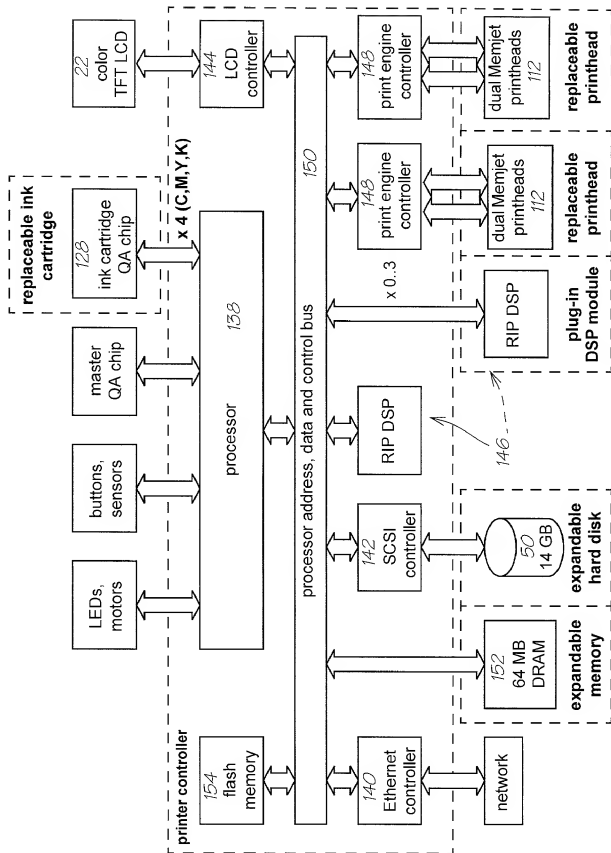 22
color
TFT LCD
144
LCD
controller
replaceable ink
cartridge
128
ink cartridge
QA chip
x 4 (C,M,Y,K)
master
QA chip
buttons,
sensors
LEDs,
motors
138
processor
printer controller
154
flash
memory
150
processor address, data and control bus
140
Ethernet
controller
network
152
64 MB
DRAM
expandable
memory
142
SCSI
controller
50
14 GB
expandable
hard disk
RIP DSP
146
x 0..3
RIP DSP
plug-in
DSP module
148
print engine
controller
dual Memjet
printheads
112
replaceable
printhead
148
print engine
controller
dual Memjet
printheads
112
replaceable
printhead